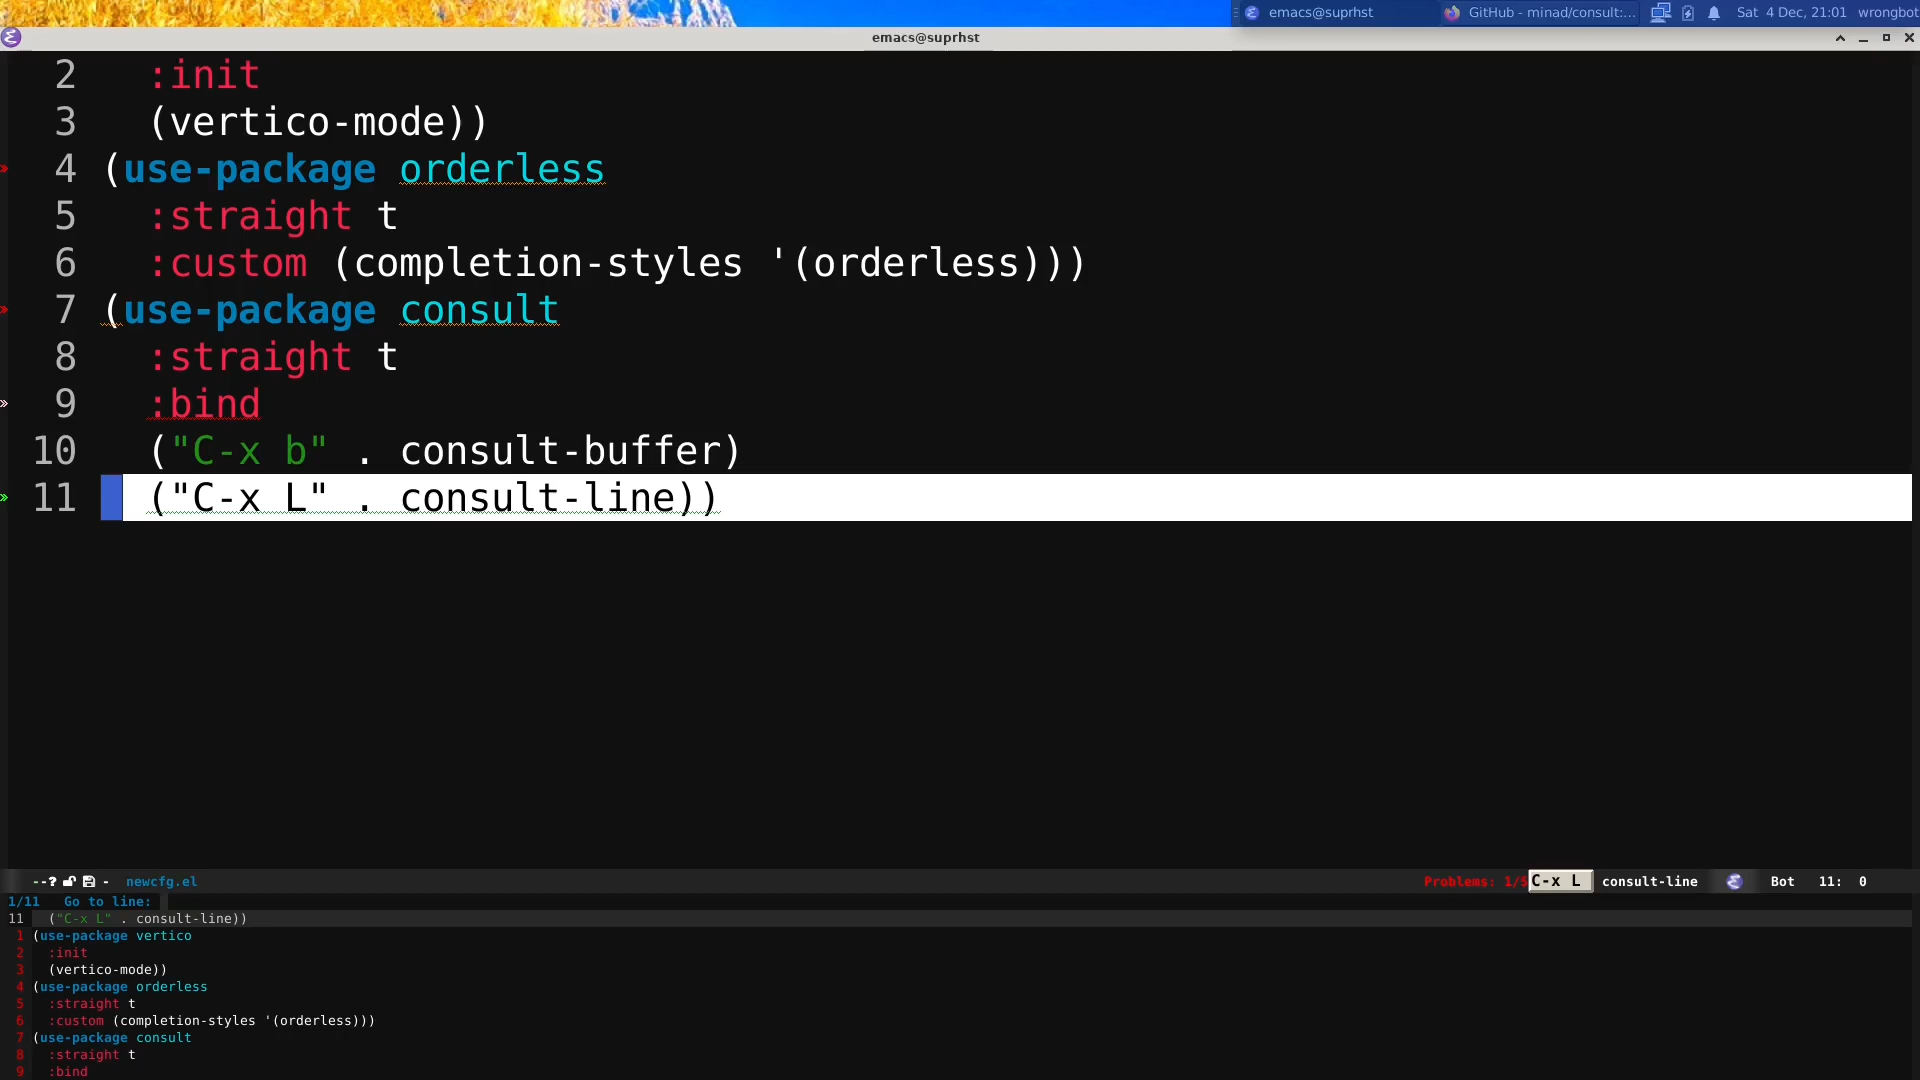 emacs@suprhst GitHub - minad/consult:... Sat 4 Dec, 21:01 wrongbot
emacs@suprhst
2 :init
3 (vertico-mode))
4 (use-package orderless
5 :straight t
6 :custom (completion-styles '(orderless)))
7 (use-package consult
8 :straight t
9 :bind
10 ("C-x b" . consult-buffer)
11 ("C-x L" . consult-line))
--? - newcfg.el Problems: 1/5 C-x L consult-line Bot 11: 0
1/11 Go to line:
11 ("C-x L" . consult-line))
1 (use-package vertico
2 :init
3 (vertico-mode))
4 (use-package orderless
5 :straight t
6 :custom (completion-styles '(orderless)))
7 (use-package consult
8 :straight t
9 :bind